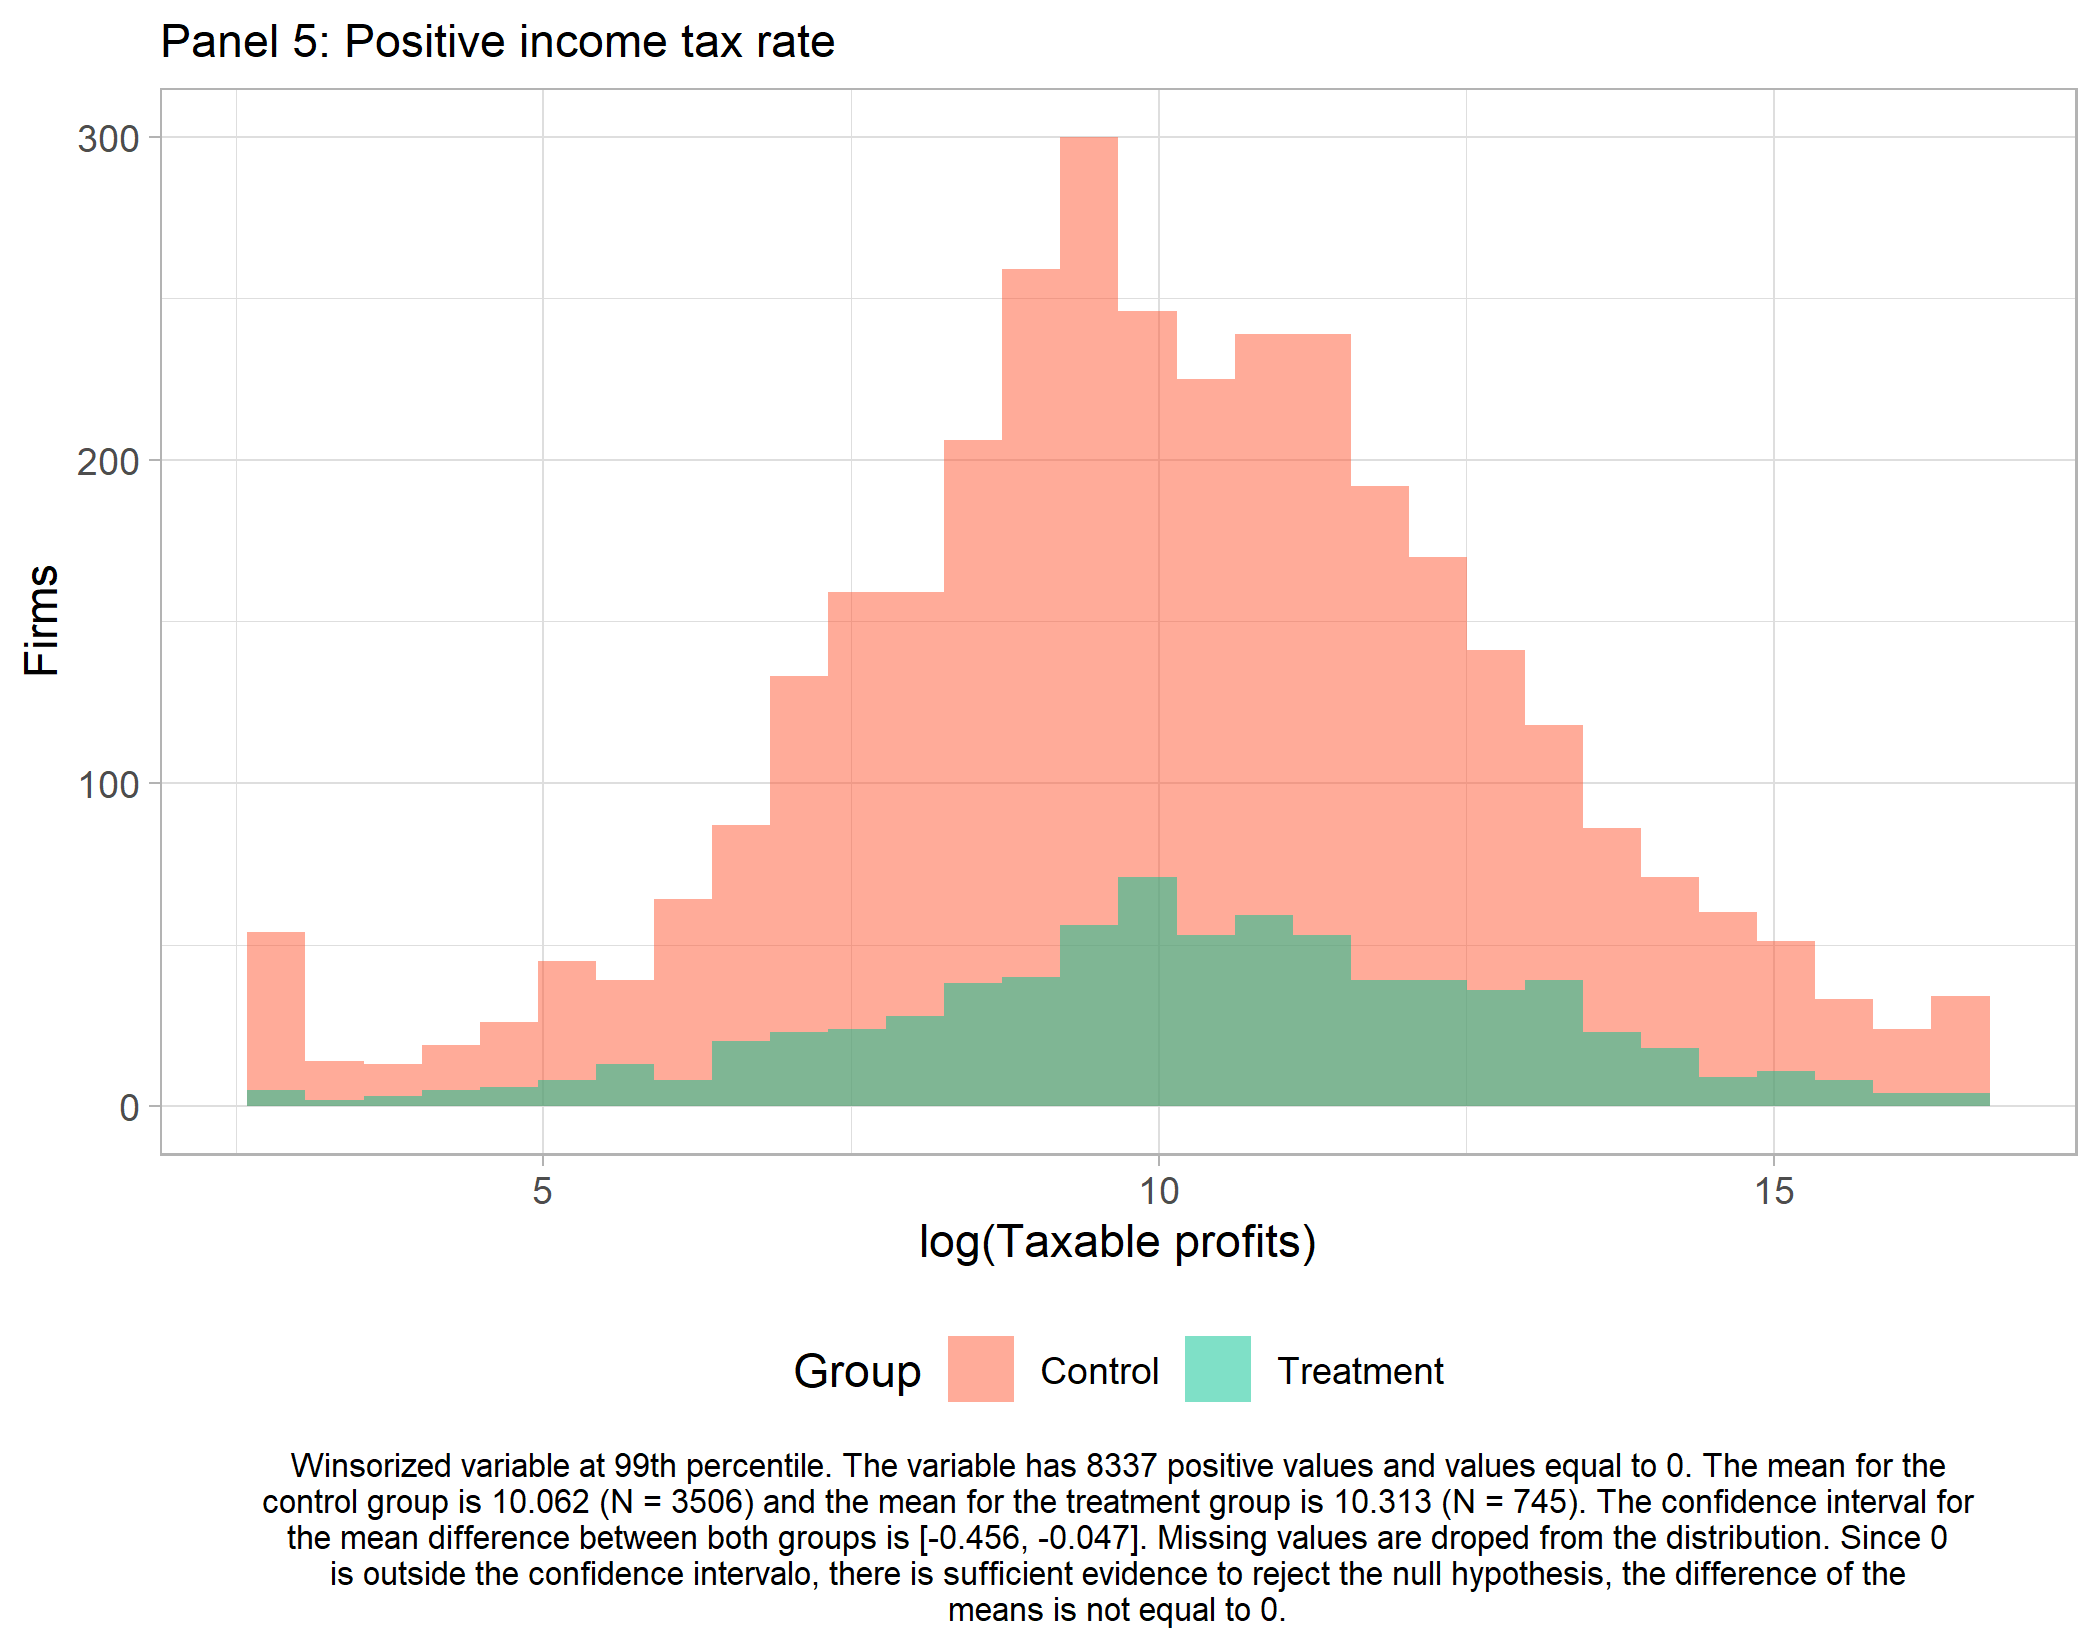 Panel 5: Positive income tax rate
300
200
100
0
Firms
5 10 15
log(Taxable profits)
Group Control Treatment
Winsorized variable at 99th percentile. The variable has 8337 positive values and values equal to 0. The mean for the
control group is 10.062 (N = 3506) and the mean for the treatment group is 10.313 (N = 745). The confidence interval for
the mean difference between both groups is [-0.456, -0.047]. Missing values are droped from the distribution. Since 0
is outside the confidence intervalo, there is sufficient evidence to reject the null hypothesis, the difference of the
means is not equal to 0.